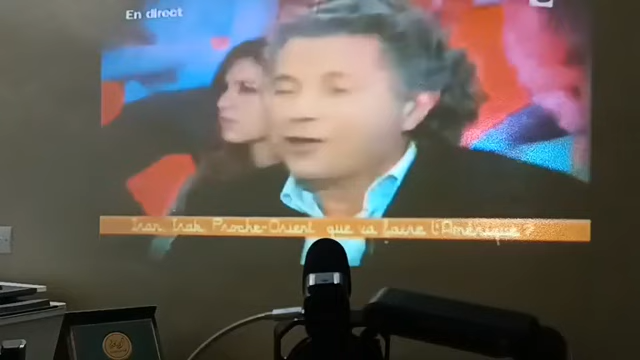 En direct
Iran Irak Proche-Orient que va faire l'Amérique ?